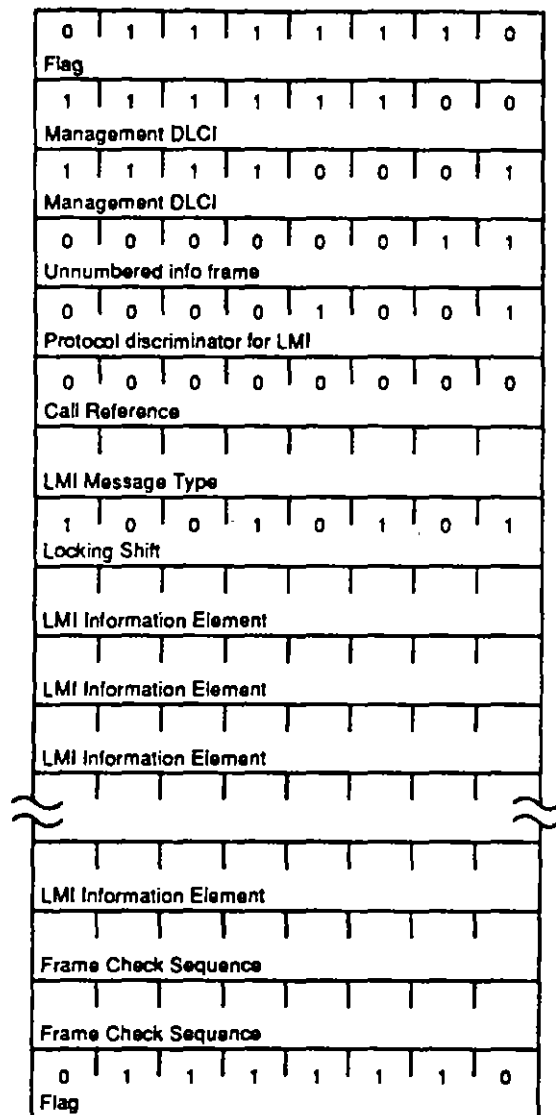 0 1 1 1 1 1 1 0
Flag
1 1 1 1 1 1 0 0
Management DLCI
1 1 1 1 0 0 0 1
Management DLCI
0 0 0 0 0 0 1 1
Unnumbered info frame
0 0 0 0 1 0 0 1
Protocol discriminator for LMI
0 0 0 0 0 0 0 0
Call Reference
LMI Message Type
1 0 0 1 0 1 0 1
Locking Shift
LMI Information Element
LMI Information Element
LMI Information Element
LMI Information Element
Frame Check Sequence
Frame Check Sequence
0 1 1 1 1 1 1 0
Flag